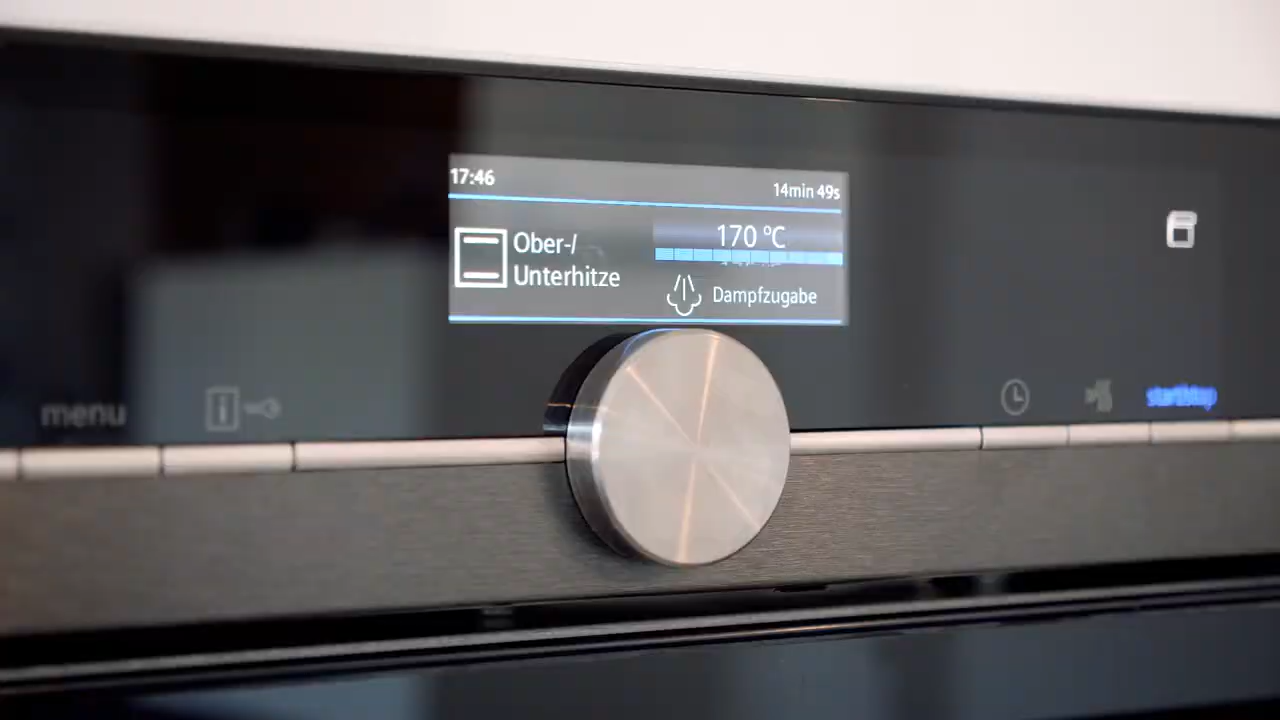 17:46
14min 49s
Ober-/
Unterhitze
170 °C
Dampfzugabe
menu
i
start/stop